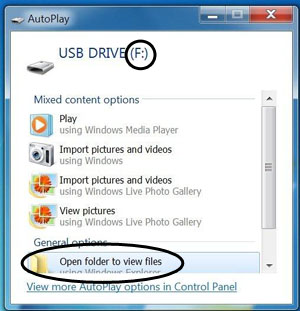 AutoPlay
USB DRIVE (F:)
Mixed content options
Play
using Windows Media Player
Import pictures and videos
using Windows
Import pictures and videos
using Windows Live Photo Gallery
View pictures
using Windows Live Photo Gallery
General options
Open folder to view files
using Windows Explorer
View more AutoPlay options in Control Panel